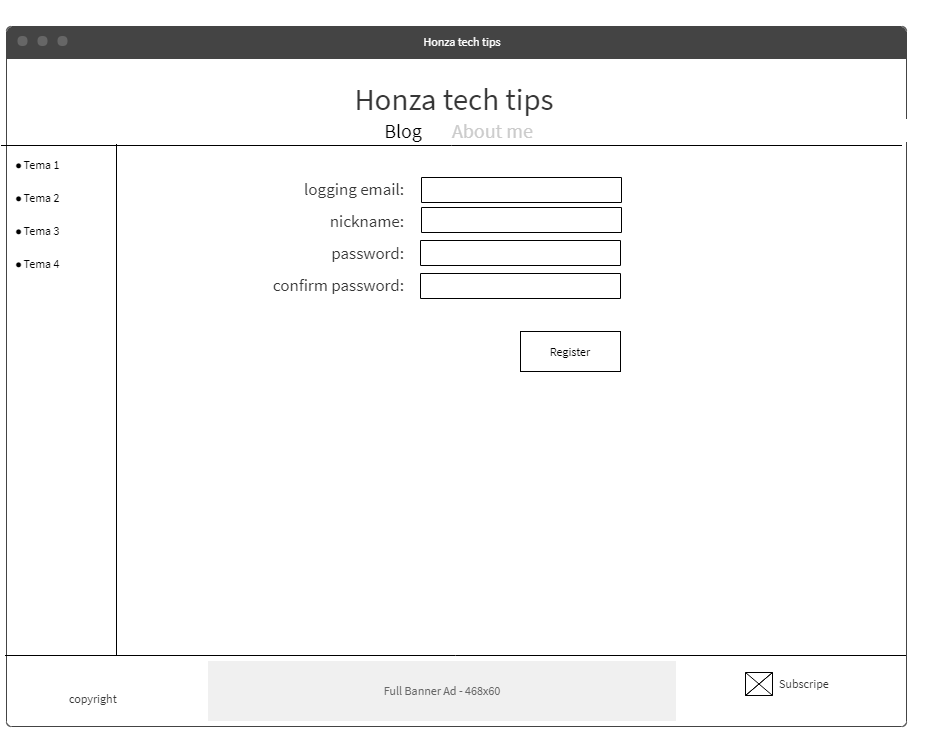 Honza tech tips
Honza tech tips
Blog About me
Tema 1
Tema 2
Tema 3
Tema 4
logging email:
nickname:
password:
confirm password:
Register
copyright
Full Banner Ad - 468x60
Subscripe